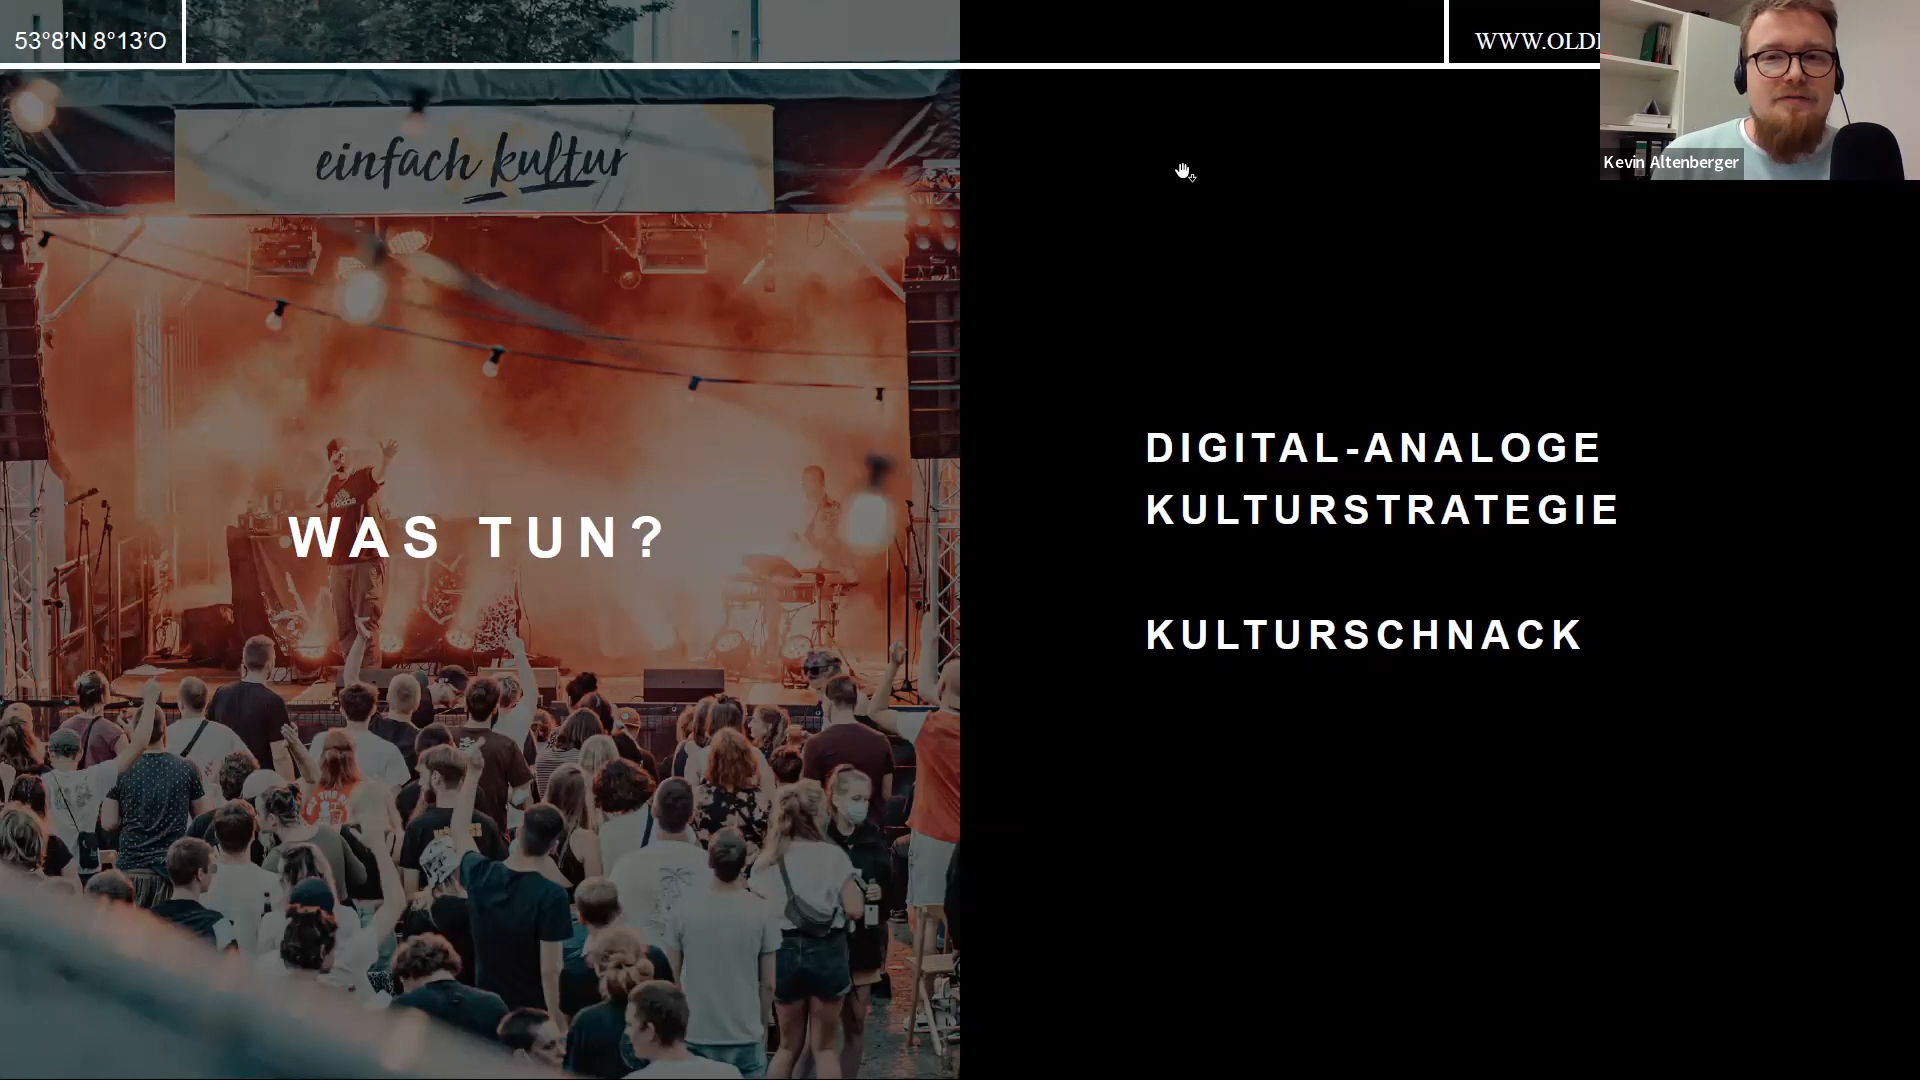 53°8’N 8°13’O
WWW.OLD
Kevin Altenberger
einfach kultur
WAS TUN?
DIGITAL-ANALOGE
KULTURSTRATEGIE
KULTURSCHNACK